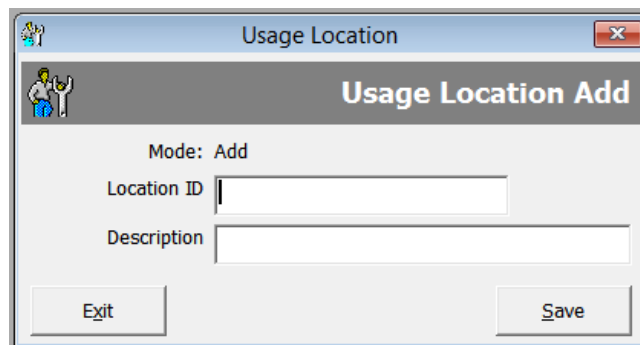 Usage Location
Usage Location Add
Mode: Add
Location ID
Description
Exit Save